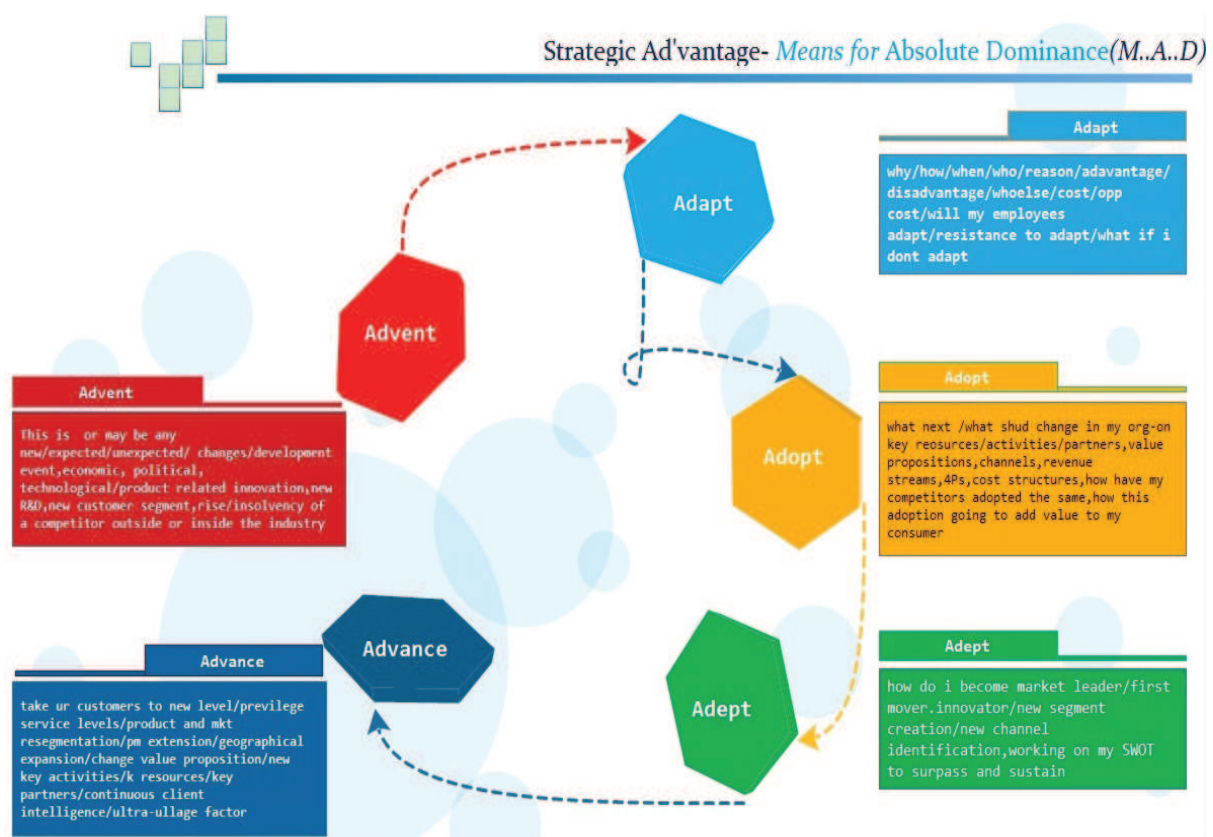 Strategic Ad'vantage- Means for Absolute Dominance(M..A..D)
Adapt
why/how/when/who/reason/adavantage/
disadvantage/whoelse/cost/opp
cost/will my employees
adapt/resistance to adapt/what if i
dont adapt
Adapt
Advent
Advent
This is or may be any
new/expected/unexpected/ changes/development
event,economic, political,
technological/product related innovation,new
R&D,new customer segment,rise/insolvency of
a competitor outside or inside the industry
Adopt
Adopt
what next /what shud change in my org-on
key reosurces/activities/partners,value
propositions,channels,revenue
streams,4Ps,cost structures,how have my
competitors adopted the same,how this
adoption going to add value to my
consumer
Advance
Advance
take ur customers to new level/previlege
service levels/product and mkt
resegmentation/pm extension/geographical
expansion/change value proposition/new
key activities/k resources/key
partners/continuous client
intelligence/ultra-ullage factor
Adept
Adept
how do i become market leader/first
mover.innovator/new segment
creation/new channel
identification,working on my SWOT
to surpass and sustain